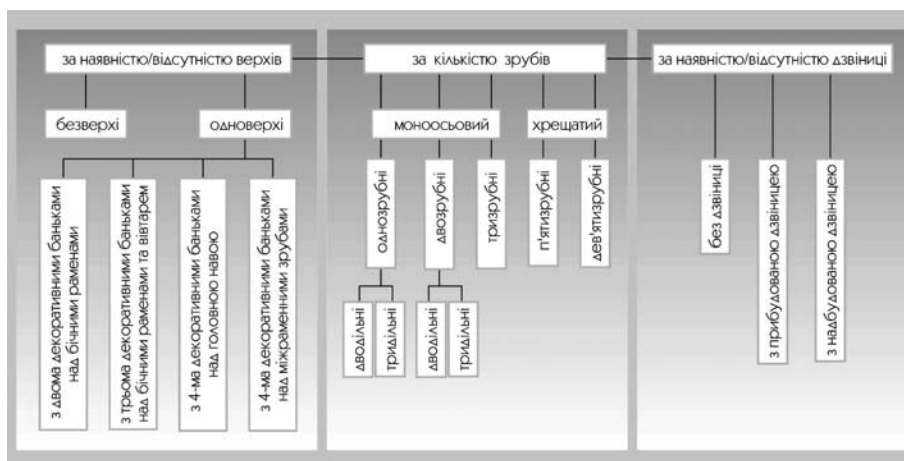 за наявністю/відсутністю верхів
за кількістю зрубів
за наявністю/відсутністю дзвіниці
безверхі
одноверхі
моноосьовий
хрещатий
з двома декоративними баньками
над бічними раменами
з трьома декоративними баньками
над бічними раменами та вівтарем
з 4-ма декоративними баньками
над головною навою
з 4-ма декоративними баньками
над міжраменними зрубами
однозрубні
двозрубні
тризрубні
п'ятизрубні
дев'ятизрубні
без дзвіниці
з прибудованою дзвіницею
з надбудованою дзвіницею
дводільні
тридільні
дводільні
тридільні